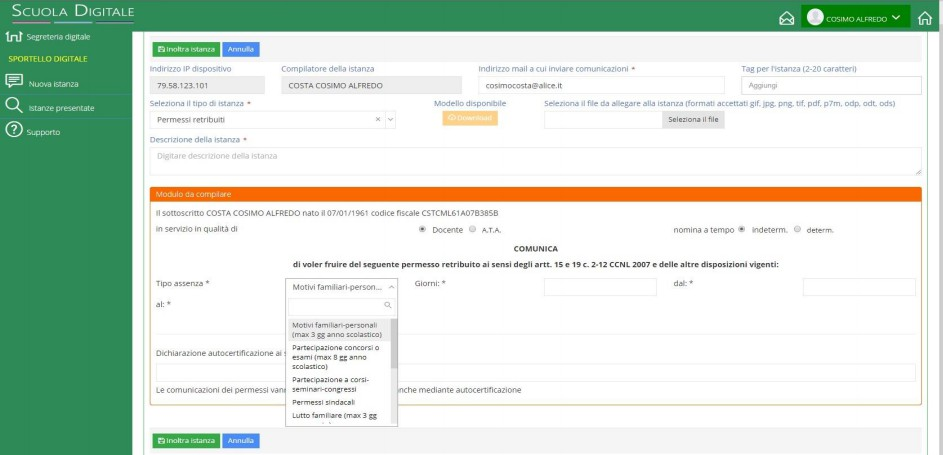 SCUOLA DIGITALE
COSIMO ALFREDO
Segreteria digitale
SPORTELLO DIGITALE
Nuova istanza
Istanze presentate
Supporto
Inoltra istanza Annulla
Indirizzo IP dispositivo Compilatore della istanza Indirizzo mail a cui inviare comunicazioni * Tag per l'istanza (2-20 caratteri)
79.58.123.101 COSTA COSIMO ALFREDO cosimocosta@alice.it Aggiungi
Seleziona il tipo di istanza * Modello disponibile Seleziona il file da allegare alla istanza (formati accettati gif, jpg, png, tif, pdf, p7m, odp, odt, ods)
Permessi retribuiti × Download Seleziona il file
Descrizione della istanza *
Digitare descrizione della istanza
Modulo da compilare
Il sottoscritto COSTA COSIMO ALFREDO nato il 07/01/1961 codice fiscale CSTCML61A07B385B
in servizio in qualità di Docente A.T.A. nomina a tempo indeterm. determ.
COMUNICA
di voler fruire del seguente permesso retribuito ai sensi degli artt. 15 e 19 c. 2-12 CCNL 2007 e delle altre disposizioni vigenti:
Tipo assenza * Motivi familiari-person... Giorni: * dal: *
al: *
Motivi familiari-personali
(max 3 gg anno scolastico)
Partecipazione concorsi o
esami (max 8 gg anno
scolastico)
Partecipazione a corsi-
seminari-congressi
Permessi sindacali
Lutto familiare (max 3 gg
Dichiarazione autocertificazione ai
Le comunicazioni dei permessi vann nche mediante autocertificazione
Inoltra istanza Annulla